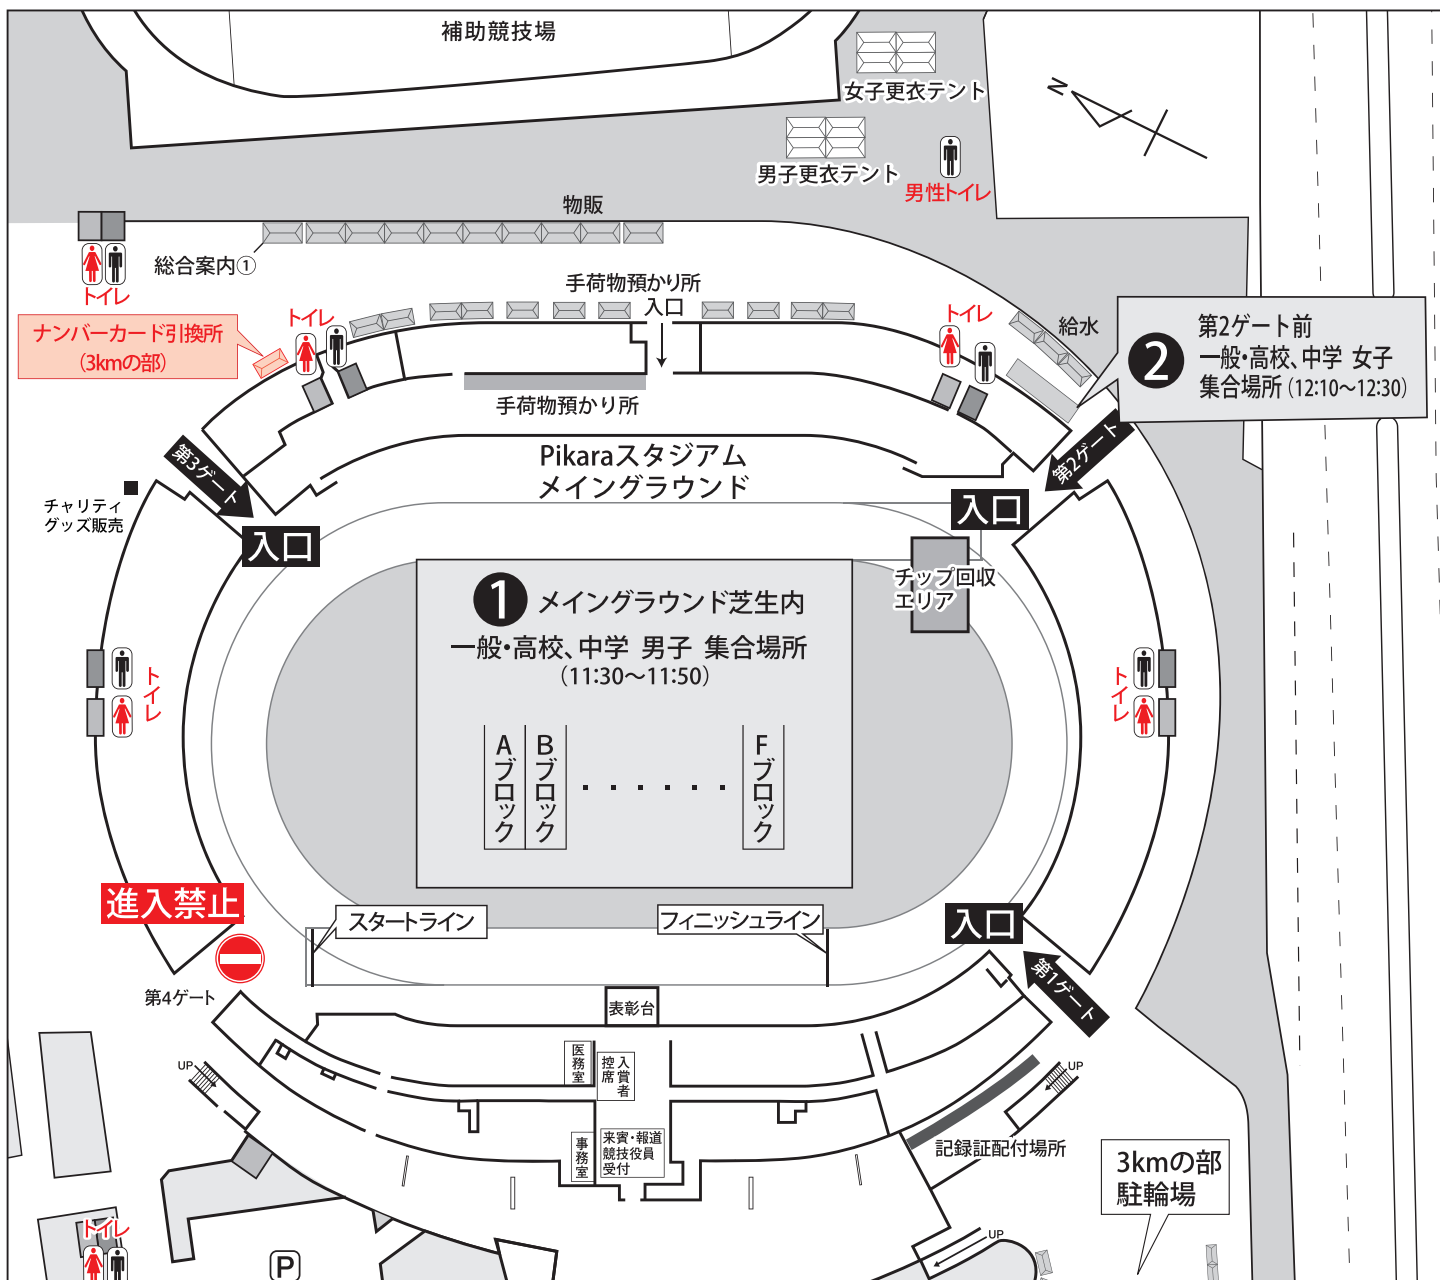 補助競技場
女子更衣テント
男子更衣テント
男性トイレ
N
物販
総合案内①
トイレ
手荷物預かり所
入口
トイレ
トイレ
給水
ナンバーカード引換所
(3kmの部)
❷
第2ゲート前
一般・高校、中学 女子
集合場所 (12:10〜12:30)
手荷物預かり所
第3ゲート
第2ゲート
Pikaraスタジアム
メイングラウンド
チャリティ
グッズ販売
入口
入口
チップ回収
エリア
❶ メイングラウンド芝生内
一般・高校、中学 男子 集合場所
(11:30〜11:50)
トイレ
トイレ
Aブロック
Bブロック
・・・・・・
Fブロック
進入禁止
スタートライン
フィニッシュライン
入口
第1ゲート
第4ゲート
表彰台
医務室
入賞者
控席
UP
UP
事務室
来賓・報道
競技役員
受付
記録証配付場所
3kmの部
駐輪場
トイレ
P
UP